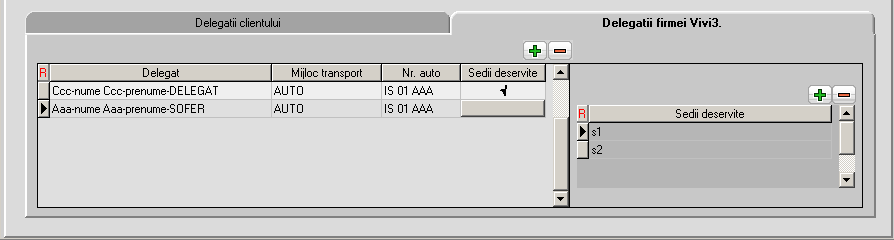 Delegatii clientului
Delegatii firmei Vivi3.
R Delegat Mijloc transport Nr. auto Sedii deservite
Ccc-nume Ccc-prenume-DELEGAT AUTO IS 01 AAA
Aaa-nume Aaa-prenume-SOFER AUTO IS 01 AAA
R Sedii deservite
s1
s2